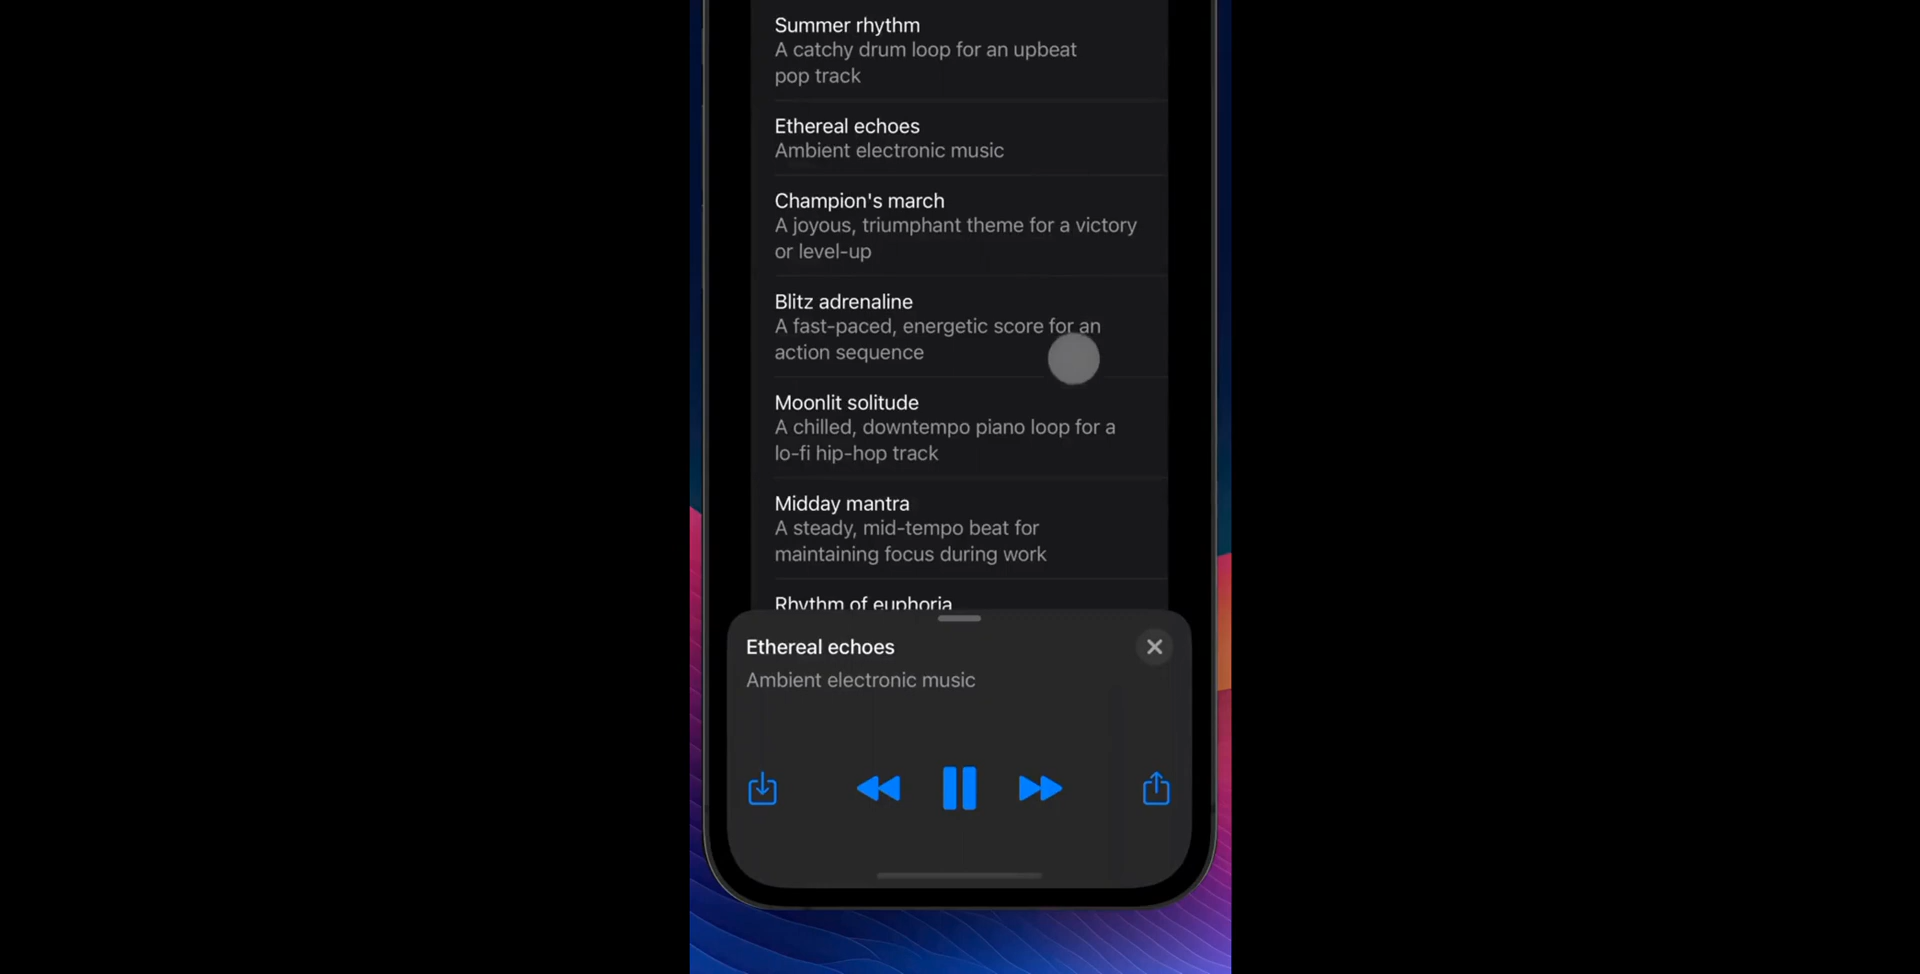 Summer rhythm
A catchy drum loop for an upbeat
pop track
Ethereal echoes
Ambient electronic music
Champion's march
A joyous, triumphant theme for a victory
or level-up
Blitz adrenaline
A fast-paced, energetic score for an
action sequence
Moonlit solitude
A chilled, downtempo piano loop for a
lo-fi hip-hop track
Midday mantra
A steady, mid-tempo beat for
maintaining focus during work
Rhythm of euphoria
Ethereal echoes
Ambient electronic music